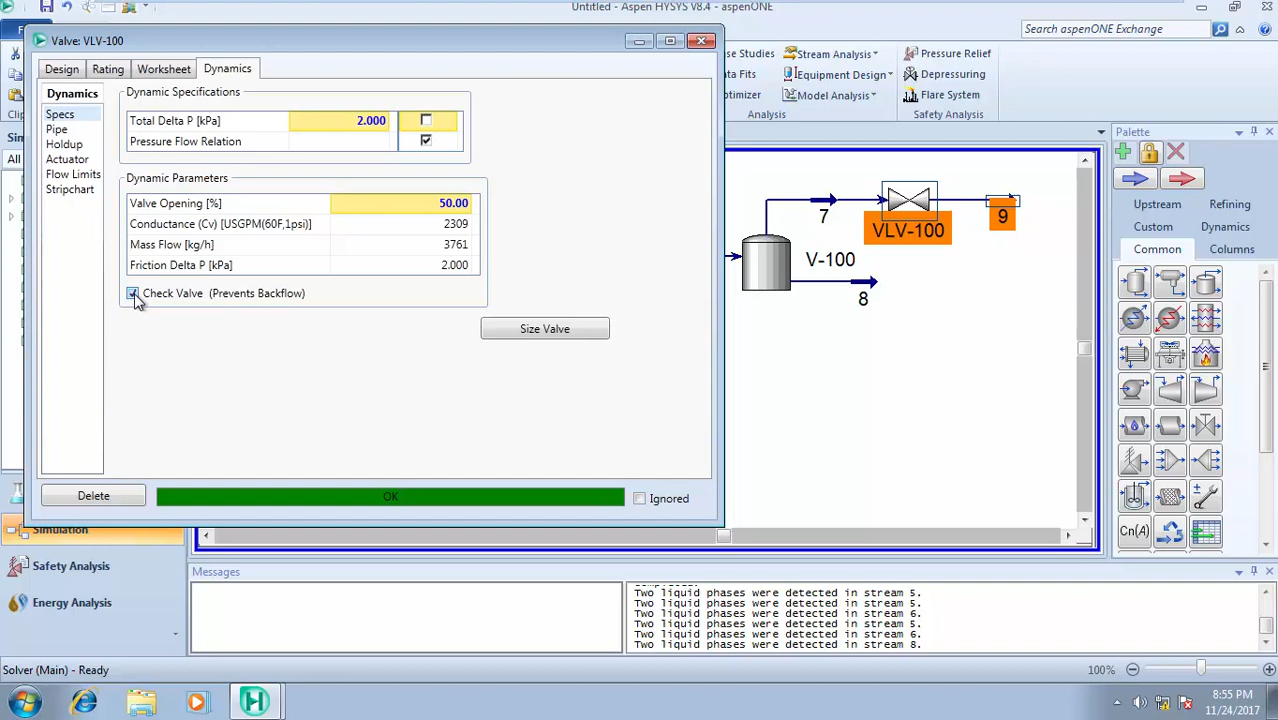 Untitled - Aspen HYSYS V8.4 - aspenONE
Search aspenONE Exchange
Valve: VLV-100
Design
Rating
Worksheet
Dynamics
Dynamics
Specs
Pipe
Holdup
Actuator
Flow Limits
Stripchart
Dynamic Specifications
Total Delta P [kPa] 2.000
Pressure Flow Relation
Dynamic Parameters
Valve Opening [%] 50.00
Conductance (Cv) [USGPM(60F,1psi)] 2309
Mass Flow [kg/h] 3761
Friction Delta P [kPa] 2.000
Check Valve (Prevents Backflow)
Size Valve
Delete
OK
Ignored
Stream Analysis
Equipment Design
Model Analysis
Analysis
Pressure Relief
Depressuring
Flare System
Safety Analysis
7
VLV-100
9
V-100
8
Palette
Upstream
Refining
Custom
Dynamics
Common
Columns
Cn(A)
All
Simulation
Safety Analysis
Energy Analysis
Messages
Two liquid phases were detected in stream 5.
Two liquid phases were detected in stream 5.
Two liquid phases were detected in stream 6.
Two liquid phases were detected in stream 5.
Two liquid phases were detected in stream 6.
Two liquid phases were detected in stream 8.
Solver (Main) - Ready
100%
8:55 PM
11/24/2017